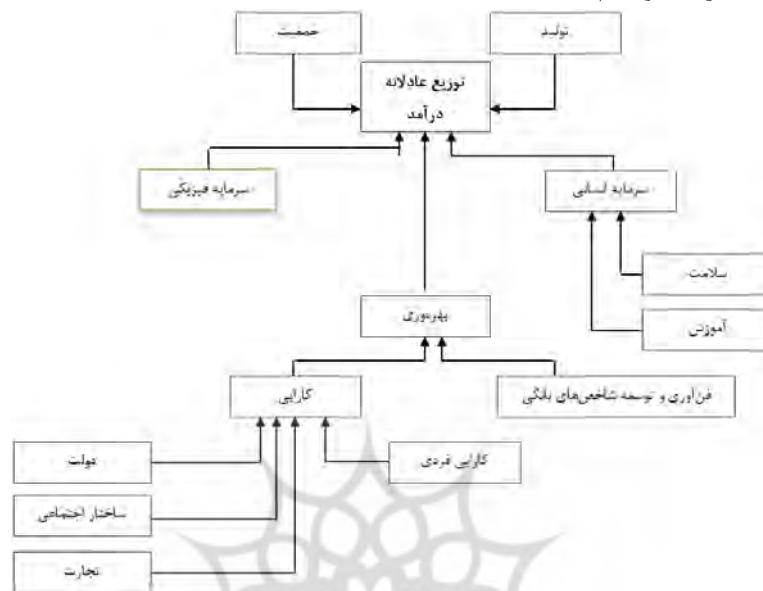 تولید
جمعیت
توزیع عادلانه
درآمد
سرمایه انسانی
سرمایه فیزیکی
سلامت
آموزش
بهره‌وری
فن‌آوری و توسعه شاخص‌های بانکی
کارایی
کارایی فردی
دولت
ساختار اجتماعی
تجارت